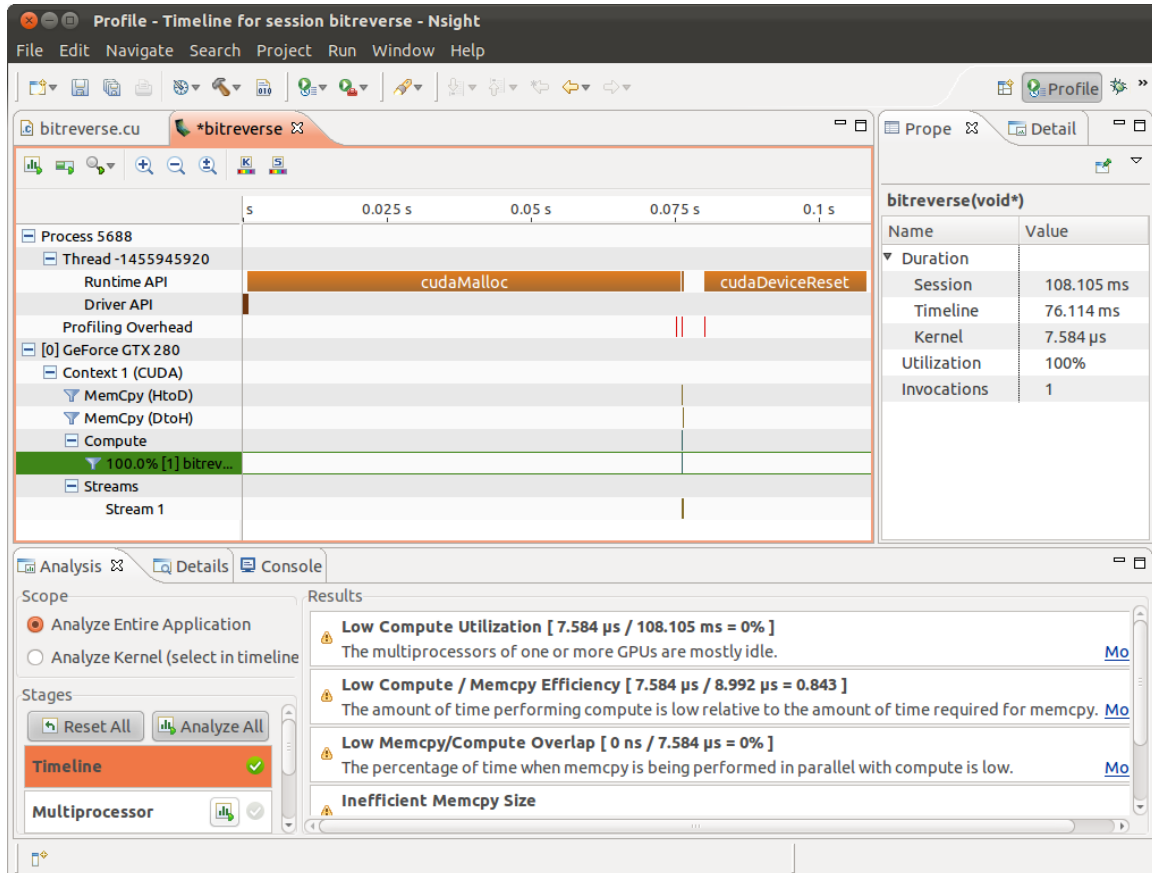 Profile - Timeline for session bitreverse - Nsight
File Edit Navigate Search Project Run Window Help
Profile »
bitreverse.cu *bitreverse
Prope Detail
s 0.025 s 0.05 s 0.075 s 0.1 s
Process 5688
Thread -1455945920
Runtime API cudaMalloc cudaDeviceReset
Driver API
Profiling Overhead
[0] GeForce GTX 280
Context 1 (CUDA)
MemCpy (HtoD)
MemCpy (DtoH)
Compute
100.0% [1] bitrev...
Streams
Stream 1
bitreverse(void*)
Name Value
Duration
Session 108.105 ms
Timeline 76.114 ms
Kernel 7.584 µs
Utilization 100%
Invocations 1
Analysis Details Console
Scope
Analyze Entire Application
Analyze Kernel (select in timeline
Stages
Reset All Analyze All
Timeline
Multiprocessor
Results
Low Compute Utilization [ 7.584 µs / 108.105 ms = 0% ]
The multiprocessors of one or more GPUs are mostly idle. Mo
Low Compute / Memcpy Efficiency [ 7.584 µs / 8.992 µs = 0.843 ]
The amount of time performing compute is low relative to the amount of time required for memcpy. Mo
Low Memcpy/Compute Overlap [ 0 ns / 7.584 µs = 0% ]
The percentage of time when memcpy is being performed in parallel with compute is low. Mo
Inefficient Memcpy Size